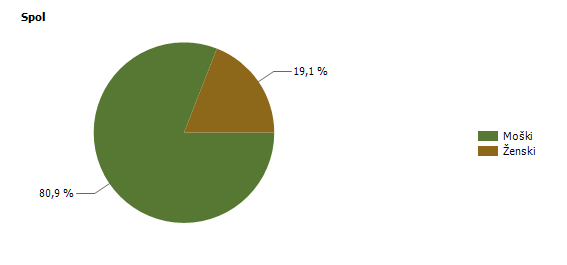 Spol
19,1 %
Moški
Ženski
80,9 %